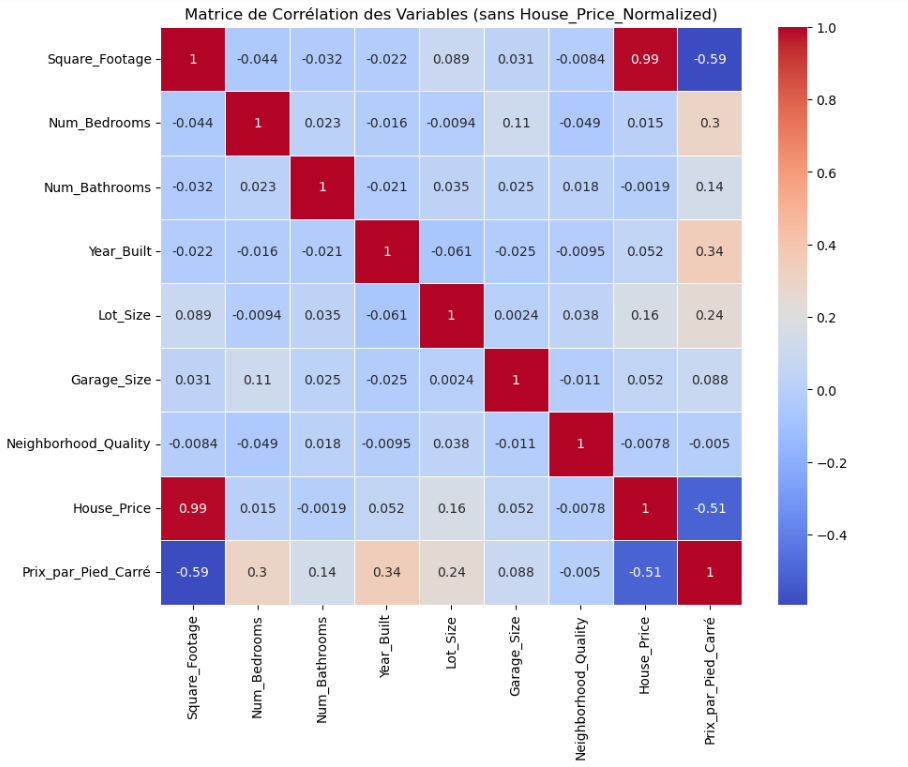 Matrice de Corrélation des Variables (sans House_Price_Normalized)
Square_Footage 1 -0.044 -0.032 -0.022 0.089 0.031 -0.0084 0.99 -0.59
Num_Bedrooms -0.044 1 0.023 -0.016 -0.0094 0.11 -0.049 0.015 0.3
Num_Bathrooms -0.032 0.023 1 -0.021 0.035 0.025 0.018 -0.0019 0.14
Year_Built -0.022 -0.016 -0.021 1 -0.061 -0.025 -0.0095 0.052 0.34
Lot_Size 0.089 -0.0094 0.035 -0.061 1 0.0024 0.038 0.16 0.24
Garage_Size 0.031 0.11 0.025 -0.025 0.0024 1 -0.011 0.052 0.088
Neighborhood_Quality -0.0084 -0.049 0.018 -0.0095 0.038 -0.011 1 -0.0078 -0.005
House_Price 0.99 0.015 -0.0019 0.052 0.16 0.052 -0.0078 1 -0.51
Prix_par_Pied_Carré -0.59 0.3 0.14 0.34 0.24 0.088 -0.005 -0.51 1
Square_Footage
Num_Bedrooms
Num_Bathrooms
Year_Built
Lot_Size
Garage_Size
Neighborhood_Quality
House_Price
Prix_par_Pied_Carré
1.0
0.8
0.6
0.4
0.2
0.0
−0.2
−0.4